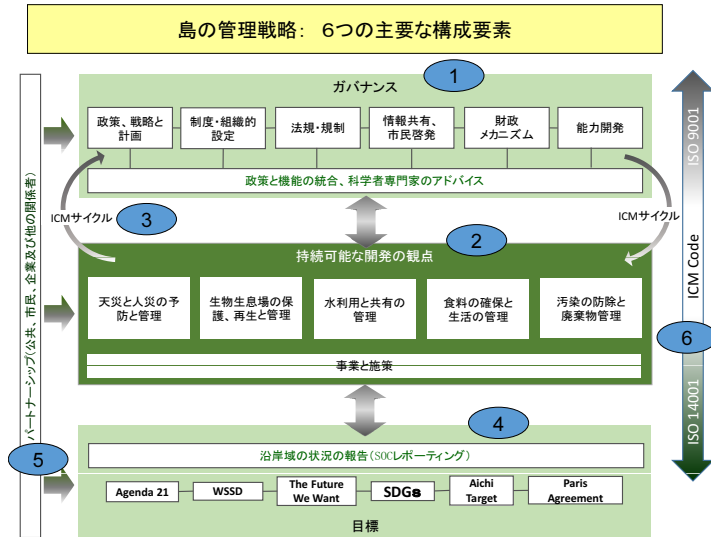 島の管理戦略: 6つの主要な構成要素
1
ガバナンス
政策、戦略と
計画
制度・組織的
設定
法規・規制
情報共有、
市民啓発
財政
メカニズム
能力開発
政策と機能の統合、科学者専門家のアドバイス
ICMサイクル
3
ICMサイクル
2
持続可能な開発の観点
天災と人災の予
防と管理
生物生息場の保
護、再生と管理
水利用と共有の
管理
食料の確保と
生活の管理
汚染の防除と
廃棄物管理
事業と施策
4
沿岸域の状況の報告(SOCレポーティング)
Agenda 21
WSSD
The Future
We Want
SDGs
Aichi
Target
Paris
Agreement
目標
パートナーシップ(公共、市民、企業及び他の関係者)
5
ISO 9001
ICM Code
6
ISO 14001